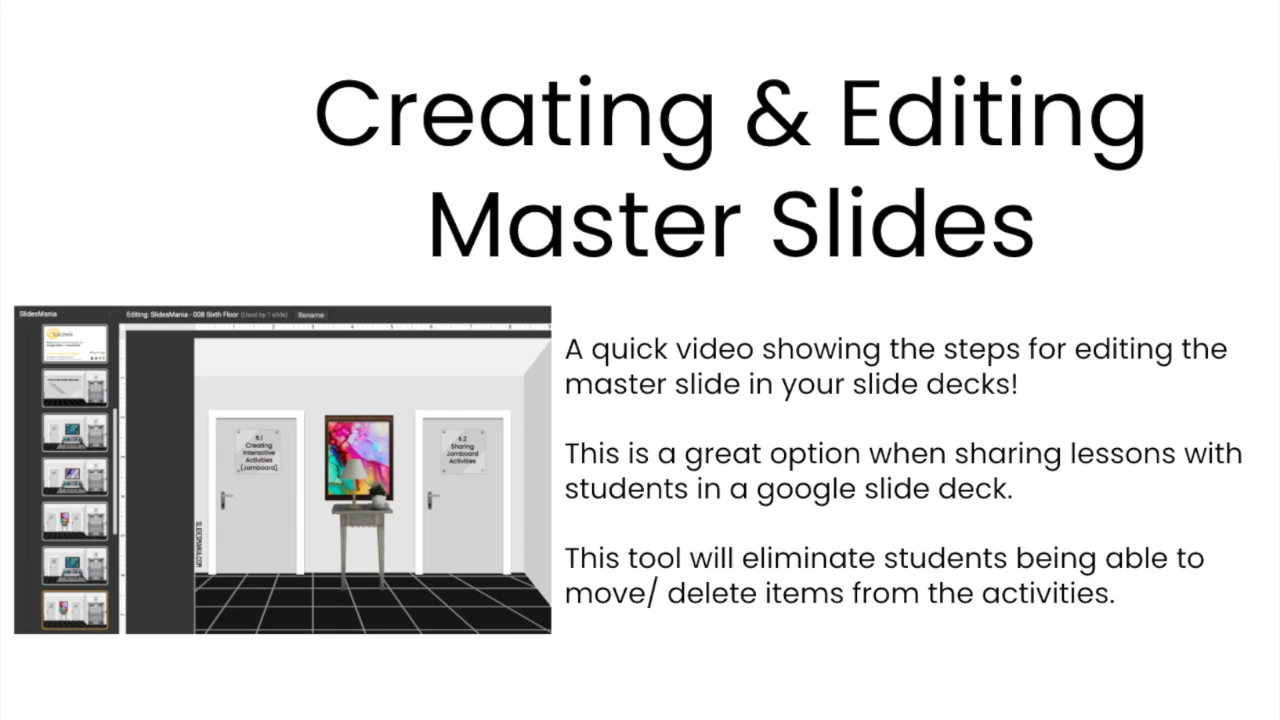 Creating & Editing
Master Slides
SlidesMania
Editing: SlidesMania - 008 Sixth Floor (Used by 1 slide) Rename
6.1
Creating
Interactive
Activities
(Jamboard)
6.2
Sharing
Jamboard
Activities
SLIDESMANIA.COM
A quick video showing the steps for editing the
master slide in your slide decks!
This is a great option when sharing lessons with
students in a google slide deck.
This tool will eliminate students being able to
move/ delete items from the activities.